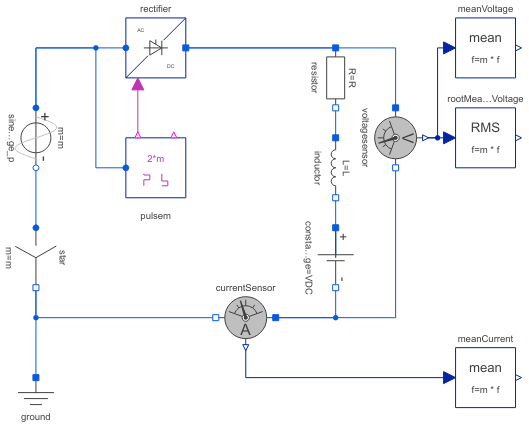 rectifier
meanVoltage
AC
DC
mean
f=m * f
R=R
resistor
rootMea...Voltage
RMS
f=m * f
voltagesensor
sine...ge_p
m=m
+
-
2*m
pulsem
L=L
inductor
consta...ge=VDC
+
-
star
m=m
currentSensor
A
meanCurrent
mean
f=m * f
ground